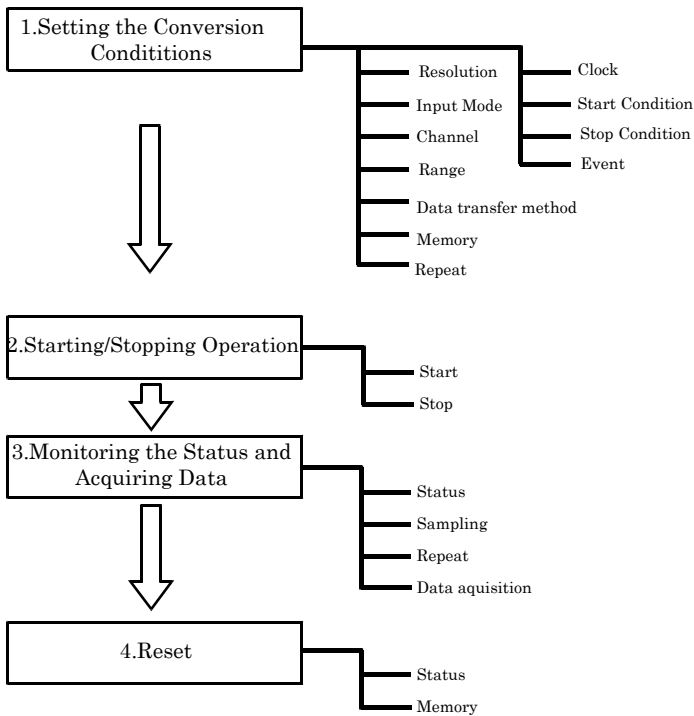 1.Setting the Conversion
Condititions
Resolution
Input Mode
Channel
Range
Data transfer method
Memory
Repeat
Clock
Start Condition
Stop Condition
Event
2.Starting/Stopping Operation
Start
Stop
3.Monitoring the Status and
Acquiring Data
Status
Sampling
Repeat
Data aquisition
4.Reset
Status
Memory